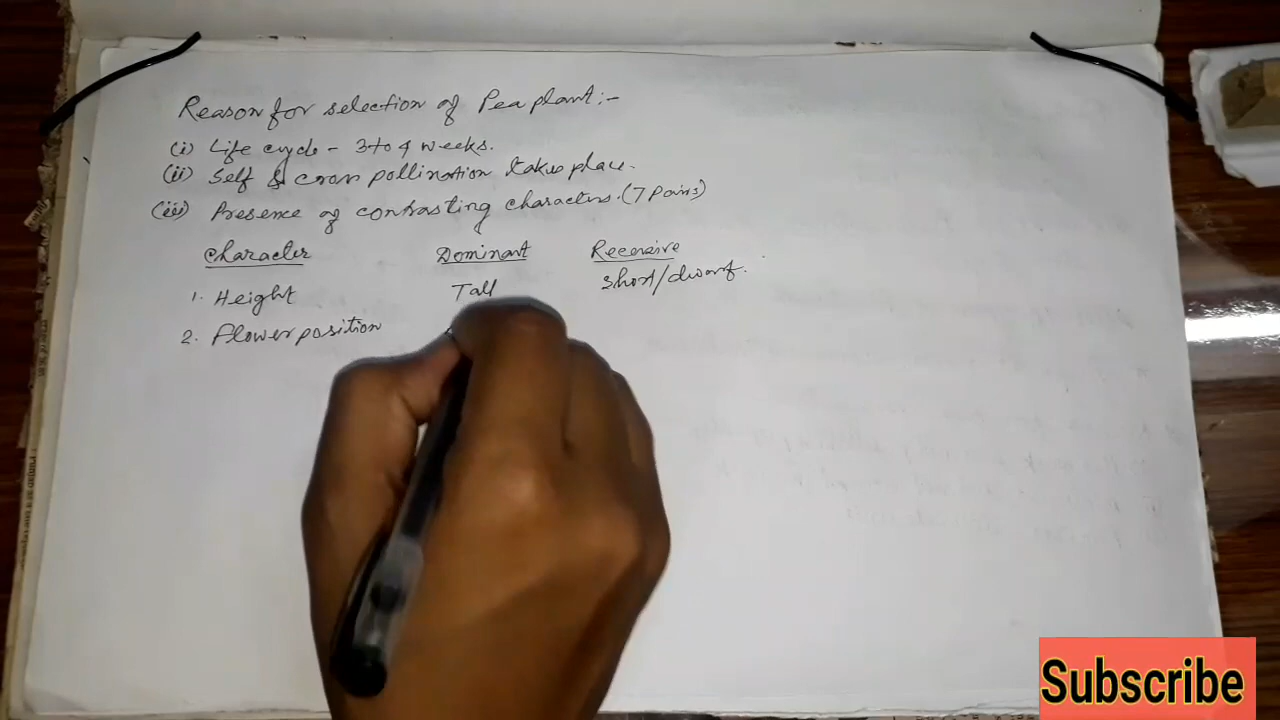 Reason for selection of Pea plant:-
(i) Life cycle - 3 to 4 weeks.
(ii) Self & cross pollination takes place.
(iii) Presence of contrasting characters. (7 pairs)
Character Dominant Recessive
1. Height Tall Short/dwarf.
2. Flower position
Subscribe